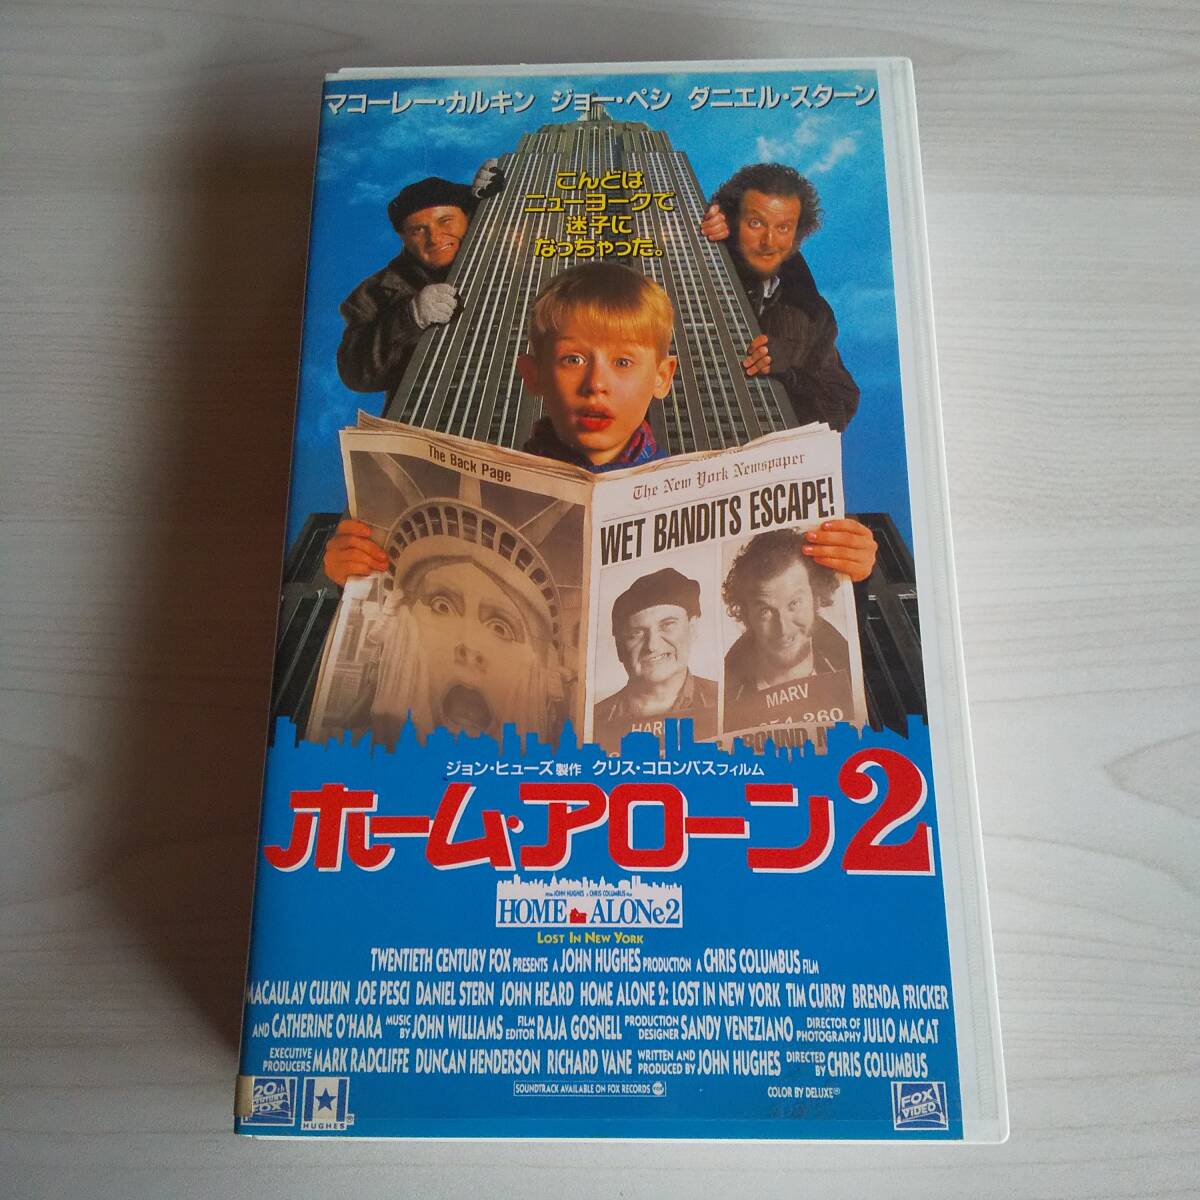 マコーレー・カルキン ジョー・ペシ ダニエル・スターン
こんどは
ニューヨークで
迷子に
なっちゃった。
The Back Page
The New York Newspaper
WET BANDITS ESCAPE!
MARV
ジョン・ヒューズ製作 クリス・コロンバスフィルム
ホーム・アローン2
FROM JOHN HUGHES & CHRIS COLUMBUS
HOME ALONe2
LOST IN NEW YORK
TWENTIETH CENTURY FOX PRESENTS A JOHN HUGHES PRODUCTION A CHRIS COLUMBUS FILM
MACAULAY CULKIN JOE PESCI DANIEL STERN JOHN HEARD HOME ALONE 2: LOST IN NEW YORK TIM CURRY BRENDA FRICKER
AND CATHERINE O'HARA MUSIC BY JOHN WILLIAMS FILM EDITOR RAJA GOSNELL PRODUCTION DESIGNER SANDY VENEZIANO DIRECTOR OF PHOTOGRAPHY JULIO MACAT
EXECUTIVE PRODUCERS MARK RADCLIFFE DUNCAN HENDERSON RICHARD VANE WRITTEN AND PRODUCED BY JOHN HUGHES DIRECTED BY CHRIS COLUMBUS
SOUNDTRACK AVAILABLE ON FOX RECORDS
COLOR BY DELUXE®
20th CENTURY FOX
HUGHES®
FOX VIDEO